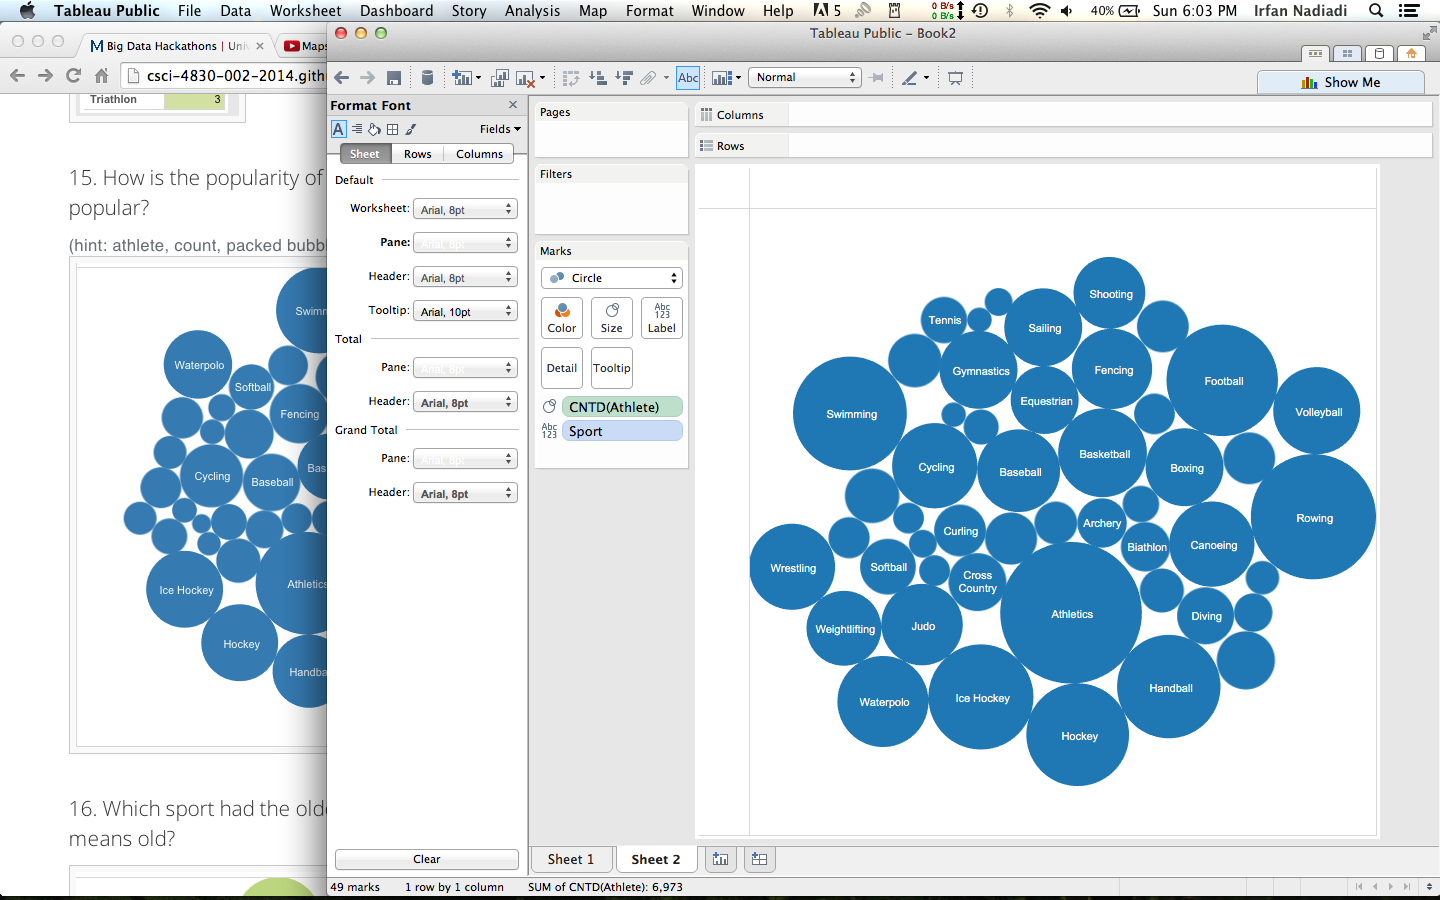 Tableau Public File Data Worksheet Dashboard Story Analysis Map Format Window Help 5 0 B/s 0 B/s 40% Sun 6:03 PM Irfan Nadiadi
Big Data Hackathons | Univ
Maps
csci-4830-002-2014.gith
Triathlon 3
15. How is the popularity of
popular?
(hint: athlete, count, packed bubb
Swimm
Waterpolo
Softball
Fencing
Cycling
Baseball
Bas
Ice Hockey
Athletics
Hockey
Handba
16. Which sport had the olde
means old?
Tableau Public - Book2
Abc
Normal
Show Me
Format Font
A
Fields
Sheet Rows Columns
Default
Worksheet: Arial, 8pt
Pane: Arial, 8pt
Header: Arial, 8pt
Tooltip: Arial, 10pt
Total
Pane: Arial, 8pt
Header: Arial, 8pt
Grand Total
Pane: Arial, 8pt
Header: Arial, 8pt
Clear
Pages
Filters
Marks
Circle
Color Size Abc 123 Label
Detail Tooltip
CNTD(Athlete)
Abc 123 Sport
Columns
Rows
Shooting
Tennis
Sailing
Gymnastics
Fencing
Football
Equestrian
Swimming
Volleyball
Cycling
Baseball
Basketball
Boxing
Rowing
Curling
Archery
Biathlon
Canoeing
Wrestling
Softball
Cross
Country
Athletics
Diving
Weightlifting
Judo
Waterpolo
Ice Hockey
Handball
Hockey
Sheet 1 Sheet 2
49 marks 1 row by 1 column SUM of CNTD(Athlete): 6,973